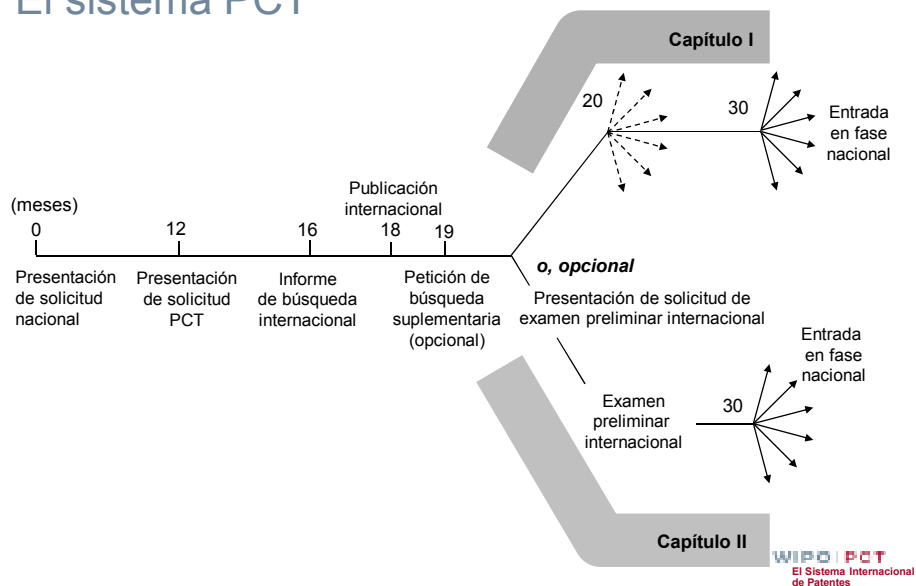 El sistema PCT
Capítulo I
20
30
Entrada
en fase
nacional
(meses)
Publicación
internacional
0
12
16
18
19
Presentación
de solicitud
nacional
Presentación
de solicitud
PCT
Informe
de búsqueda
internacional
Petición de
búsqueda
suplementaria
(opcional)
o, opcional
Presentación de solicitud de
examen preliminar internacional
Examen
preliminar
internacional
30
Entrada
en fase
nacional
Capítulo II
WIPO | PCT
El Sistema Internacional
de Patentes